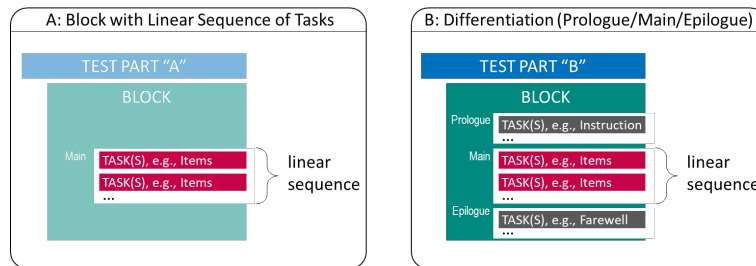 A: Block with Linear Sequence of Tasks
TEST PART “A”
BLOCK
Main
TASK(S), e.g., Items
TASK(S), e.g., Items
...
linear
sequence
B: Differentiation (Prologue/Main/Epilogue)
TEST PART “B”
BLOCK
Prologue
TASK(S), e.g., Instruction
...
Main
TASK(S), e.g., Items
TASK(S), e.g., Items
...
linear
sequence
Epilogue
TASK(S), e.g., Farewell
...